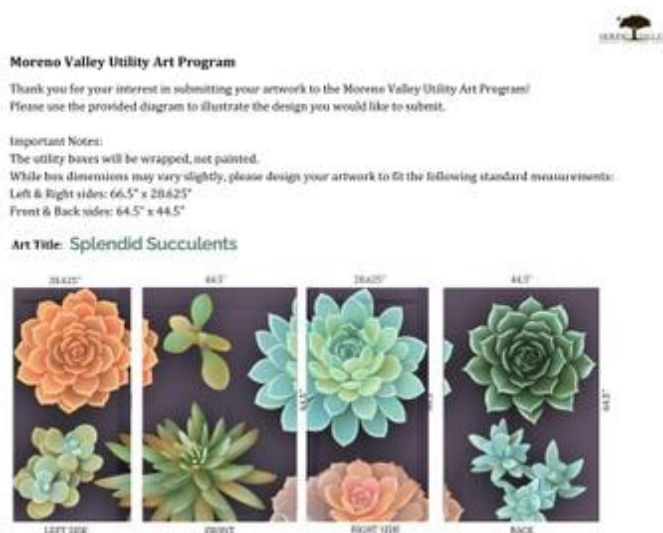 Moreno Valley Utility Art Program
Thank you for your interest in submitting your artwork to the Moreno Valley Utility Art Program!
Please use the provided diagram to illustrate the design you would like to submit.
Important Notes:
The utility boxes will be wrapped, not painted.
While box dimensions may vary slightly, please design your artwork to fit the following standard measurements:
Left & Right sides: 66.5" x 28.625"
Front & Back sides: 64.5" x 44.5"
Art Title: Splendid Succulents
28.625" 44.5" 28.625" 44.5"
64.5"
LEFT SIDE FRONT RIGHT SIDE BACK